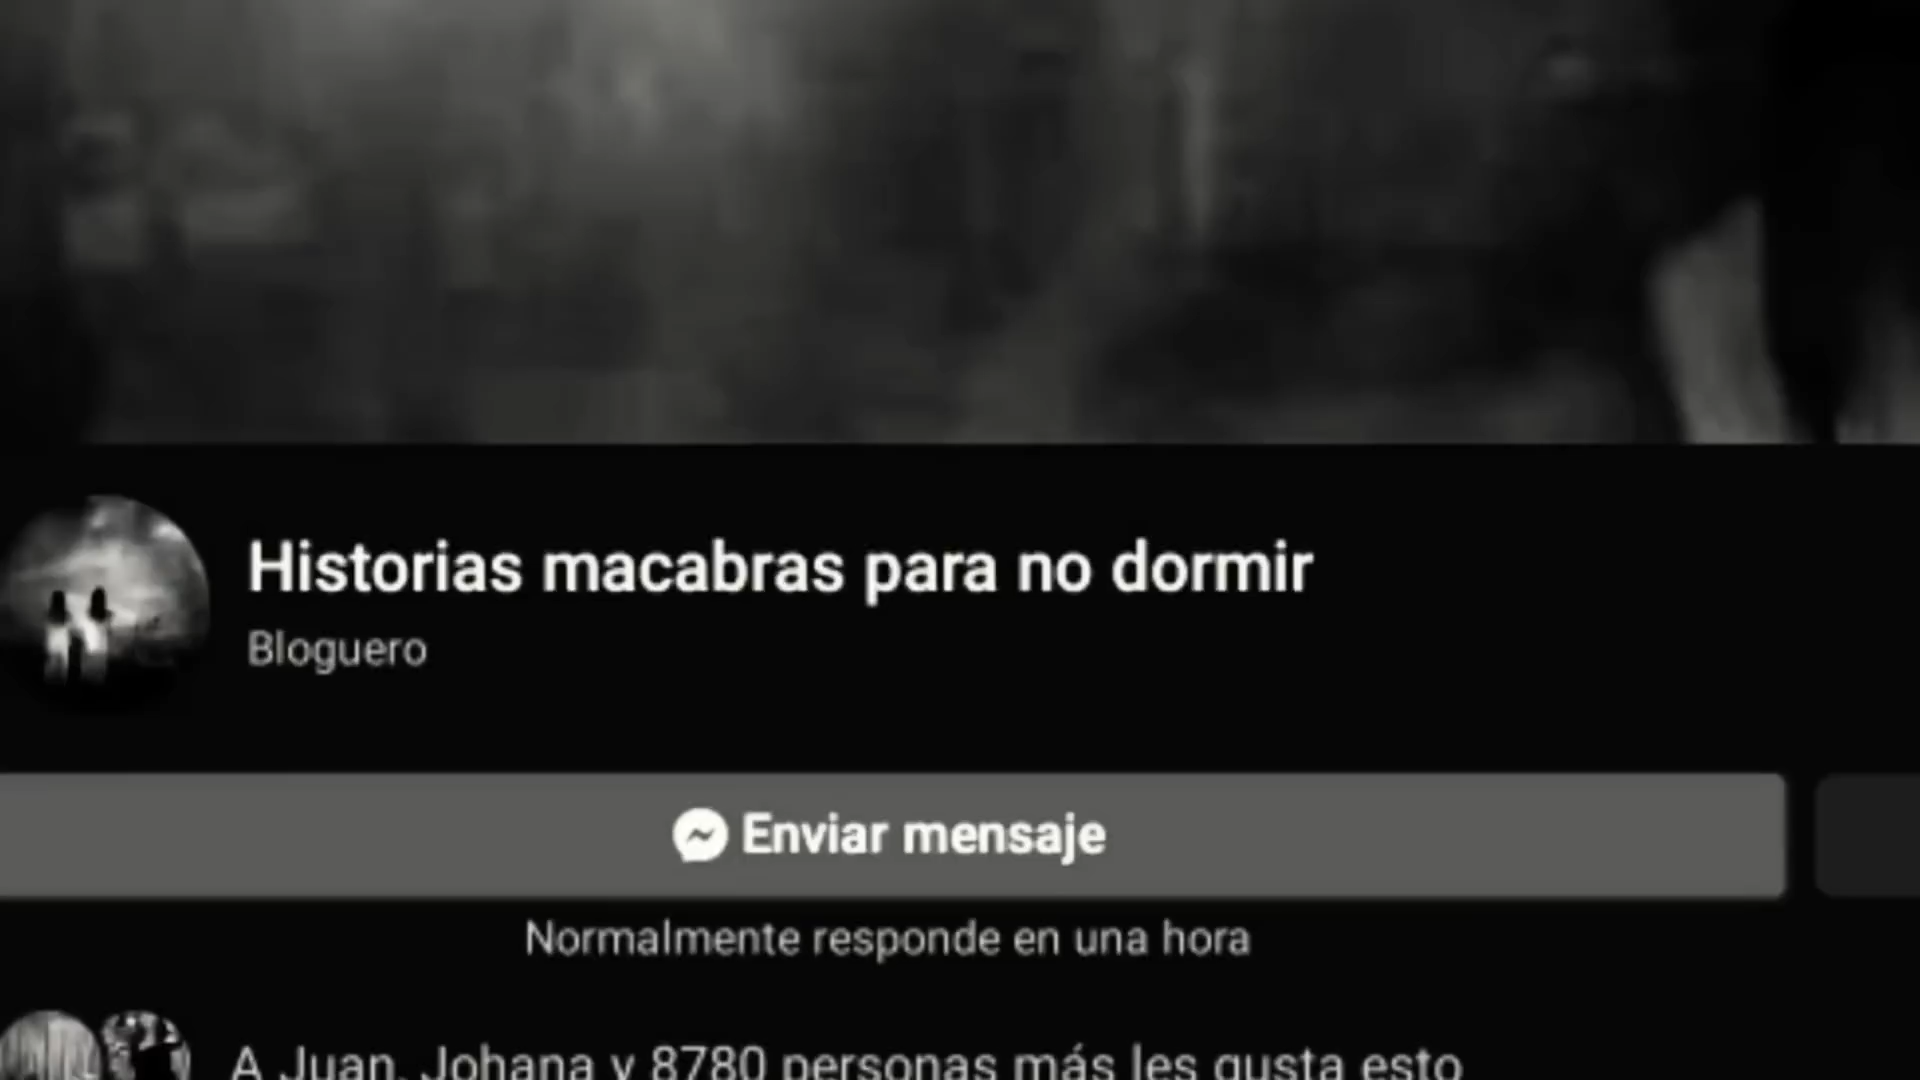 Historias macabras para no dormir
Bloguero
Enviar mensaje
Normalmente responde en una hora
A Juan, Johana y 8780 personas más les gusta esto